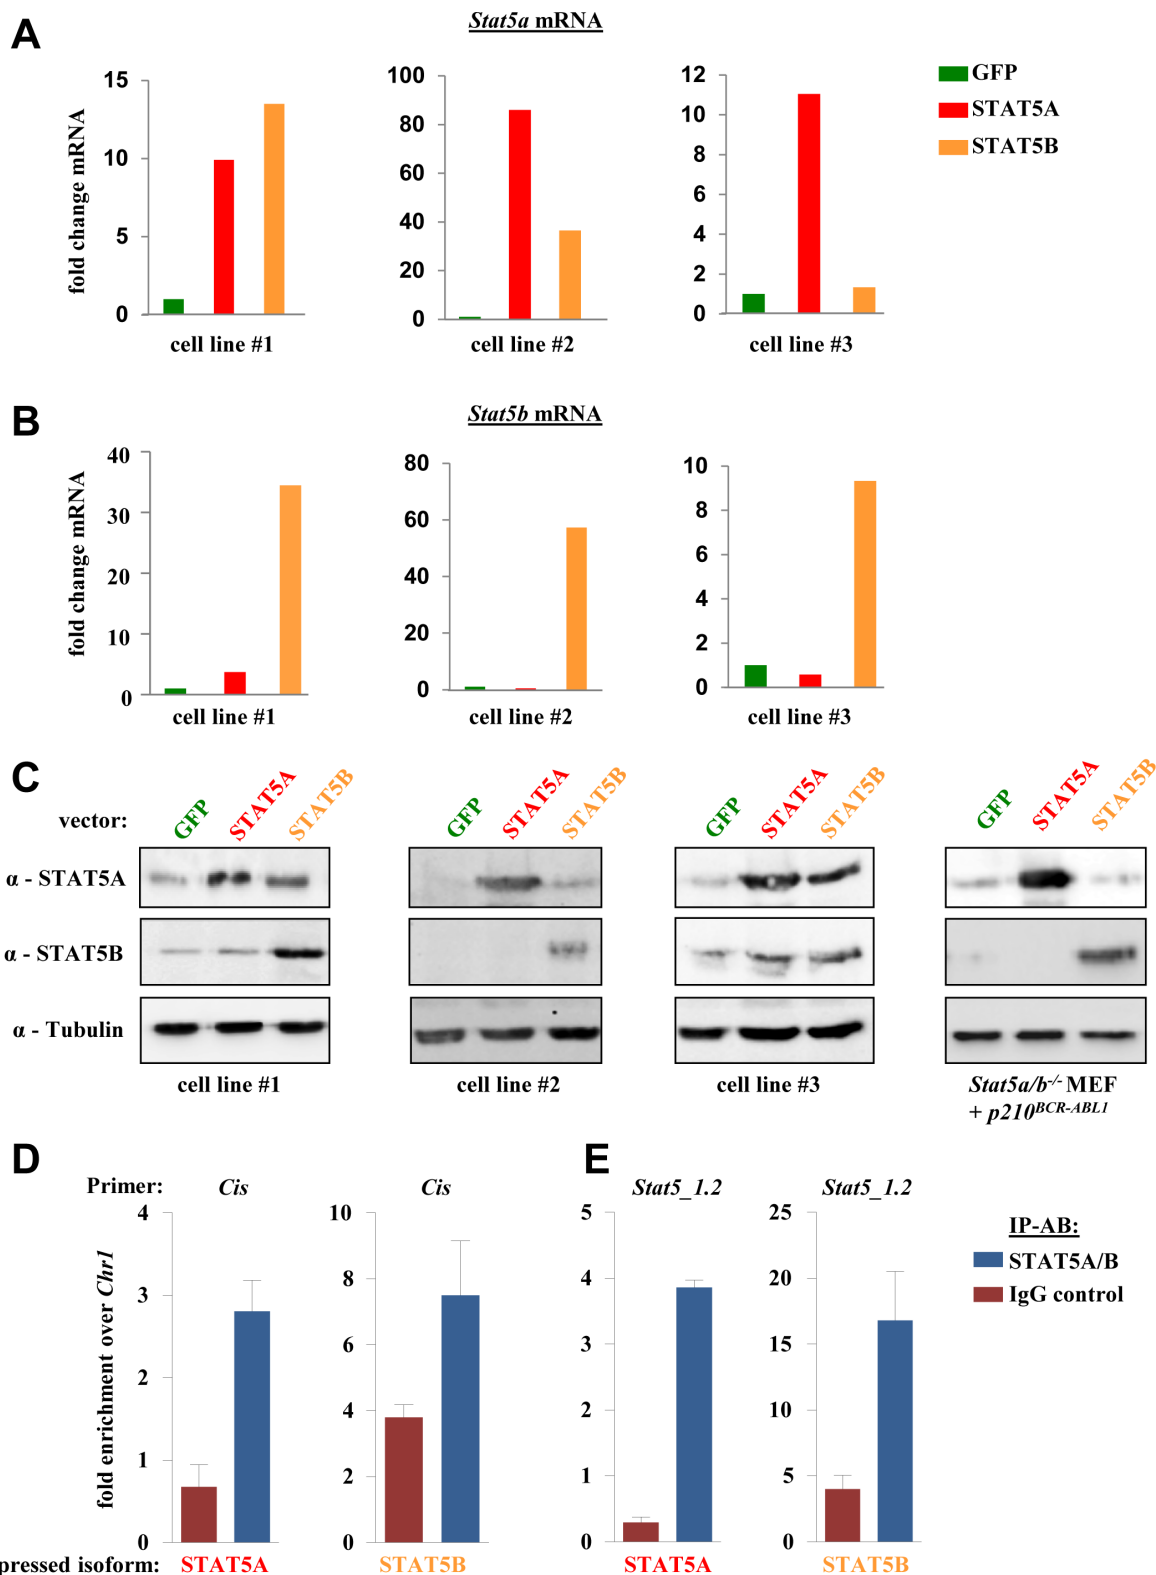 A
Stat5a mRNA
fold change mRNA
15
10
5
0
cell line #1
100
80
60
40
20
0
cell line #2
12
10
8
6
4
2
0
cell line #3
GFP
STAT5A
STAT5B
B
Stat5b mRNA
fold change mRNA
40
30
20
10
0
cell line #1
80
60
40
20
0
cell line #2
10
8
6
4
2
0
cell line #3
C
vector:
GFP STAT5A STAT5B
GFP STAT5A STAT5B
GFP STAT5A STAT5B
GFP STAT5A STAT5B
α - STAT5A
α - STAT5B
α - Tubulin
cell line #1
cell line #2
cell line #3
Stat5a/b-/- MEF
+ p210BCR-ABL1
D
Primer:
Cis
fold enrichment over Chr1
4
3
2
1
0
STAT5A
Cis
10
8
6
4
2
0
STAT5B
pressed isoform:
E
Stat5_1.2
5
4
3
2
1
0
STAT5A
Stat5_1.2
25
20
15
10
5
0
STAT5B
IP-AB:
STAT5A/B
IgG control